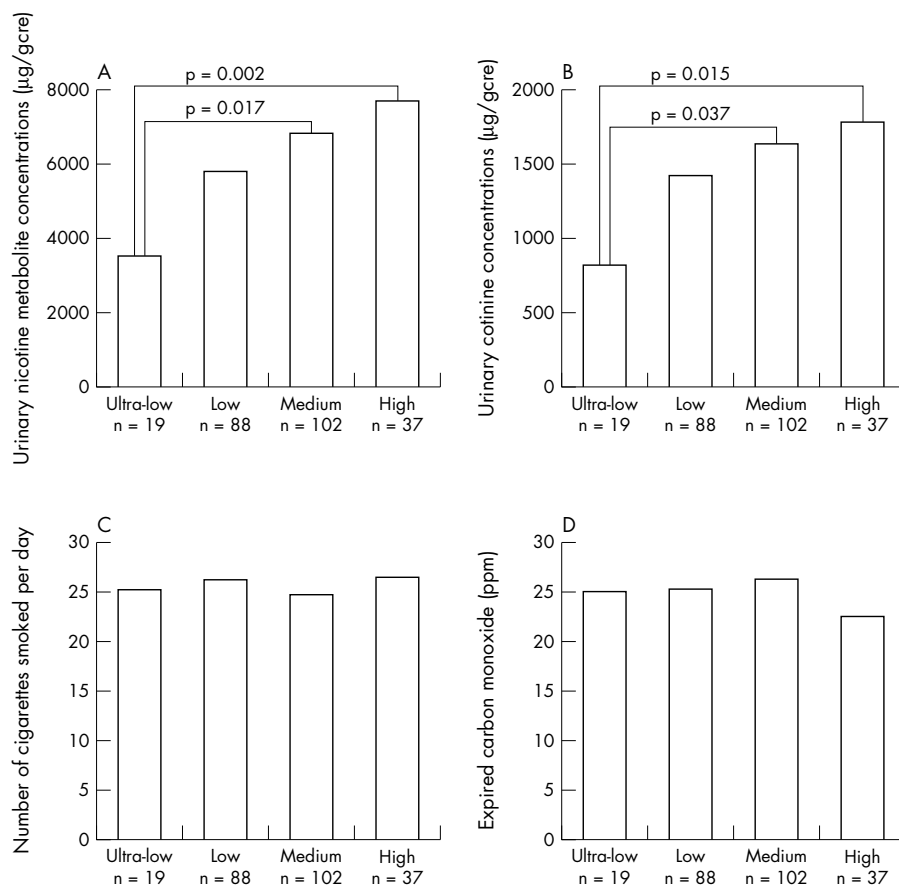 A
Urinary nicotine metabolite concentrations (µg/gcre)
p = 0.002
p = 0.017
8000
6000
4000
2000
0
Ultra-low Low Medium High
n = 19 n = 88 n = 102 n = 37
B
Urinary cotinine concentrations (µg/gcre)
p = 0.015
p = 0.037
2000
1500
1000
500
0
Ultra-low Low Medium High
n = 19 n = 88 n = 102 n = 37
C
Number of cigarettes smoked per day
30
25
20
15
10
5
0
Ultra-low Low Medium High
n = 19 n = 88 n = 102 n = 37
D
Expired carbon monoxide (ppm)
30
25
20
15
10
5
0
Ultra-low Low Medium High
n = 19 n = 88 n = 102 n = 37